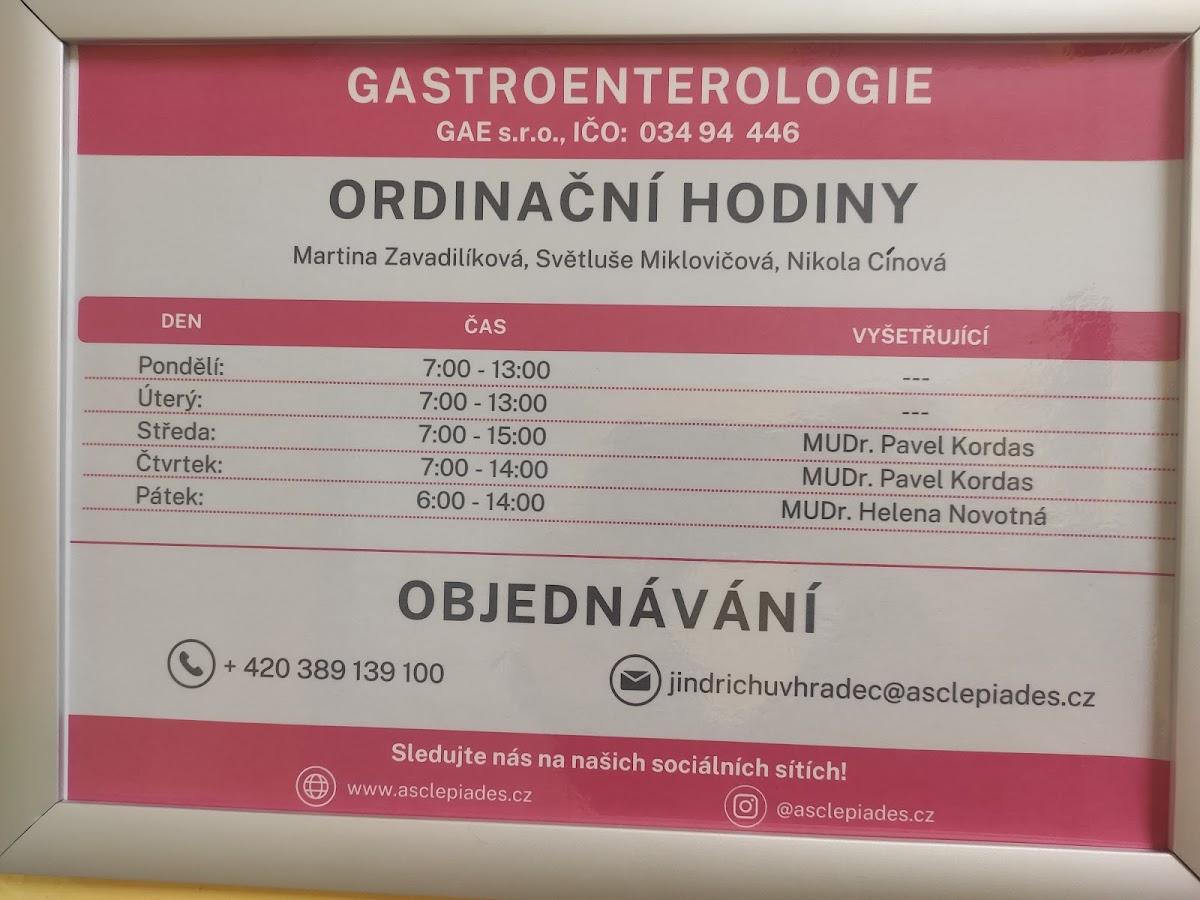 GASTROENTEROLOGIE
GAE s.r.o., IČO: 034 94 446
ORDINAČNÍ HODINY
Martina Zavadilíková, Světluše Miklovičová, Nikola Cínová
DEN ČAS VYŠETŘUJÍCÍ
Pondělí: 7:00 - 13:00 ---
Úterý: 7:00 - 13:00 ---
Středa: 7:00 - 15:00 MUDr. Pavel Kordas
Čtvrtek: 7:00 - 14:00 MUDr. Pavel Kordas
Pátek: 6:00 - 14:00 MUDr. Helena Novotná
OBJEDNÁVÁNÍ
+ 420 389 139 100 jindrichuvhradec@asclepiades.cz
Sledujte nás na našich sociálních sítích!
www.asclepiades.cz @asclepiades.cz